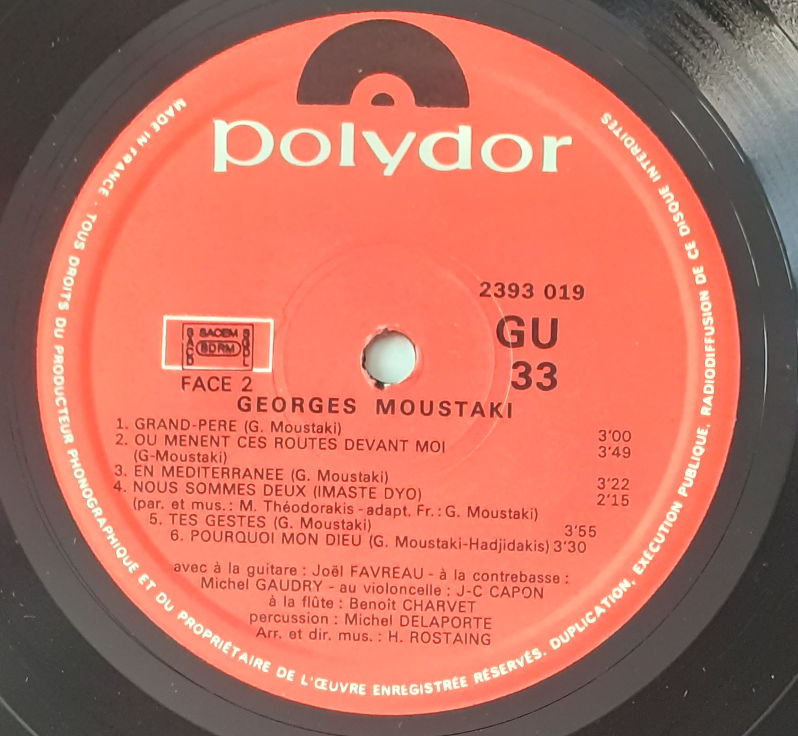 polydor
2393 019
GU
33
SACEM
SACD
SDRM
SGDL
FACE 2
GEORGES MOUSTAKI
1. GRAND-PERE (G. Moustaki) 3'00
2. OU MENENT CES ROUTES DEVANT MOI 3'49
(G-Moustaki)
3. EN MEDITERRANEE (G. Moustaki) 3'22
4. NOUS SOMMES DEUX (IMASTE DYO) 2'15
(par. et mus.: M. Théodorakis - adapt. Fr.: G. Moustaki)
5. TES GESTES (G. Moustaki) 3'55
6. POURQUOI MON DIEU (G. Moustaki-Hadjidakis) 3'30
avec à la guitare : Joël FAVREAU - à la contrebasse :
Michel GAUDRY - au violoncelle : J-C CAPON
à la flûte : Benoit CHARVET
percussion : Michel DELAPORTE
Arr. et dir. mus. : H. ROSTAING
MADE IN FRANCE . TOUS DROITS DU PRODUCTEUR PHONOGRAPHIQUE ET DU PROPRIÉTAIRE DE L'ŒUVRE ENREGISTRÉE RÉSERVÉS. DUPLICATION, EXÉCUTION PUBLIQUE, RADIODIFFUSION DE CE DISQUE INTERDITES